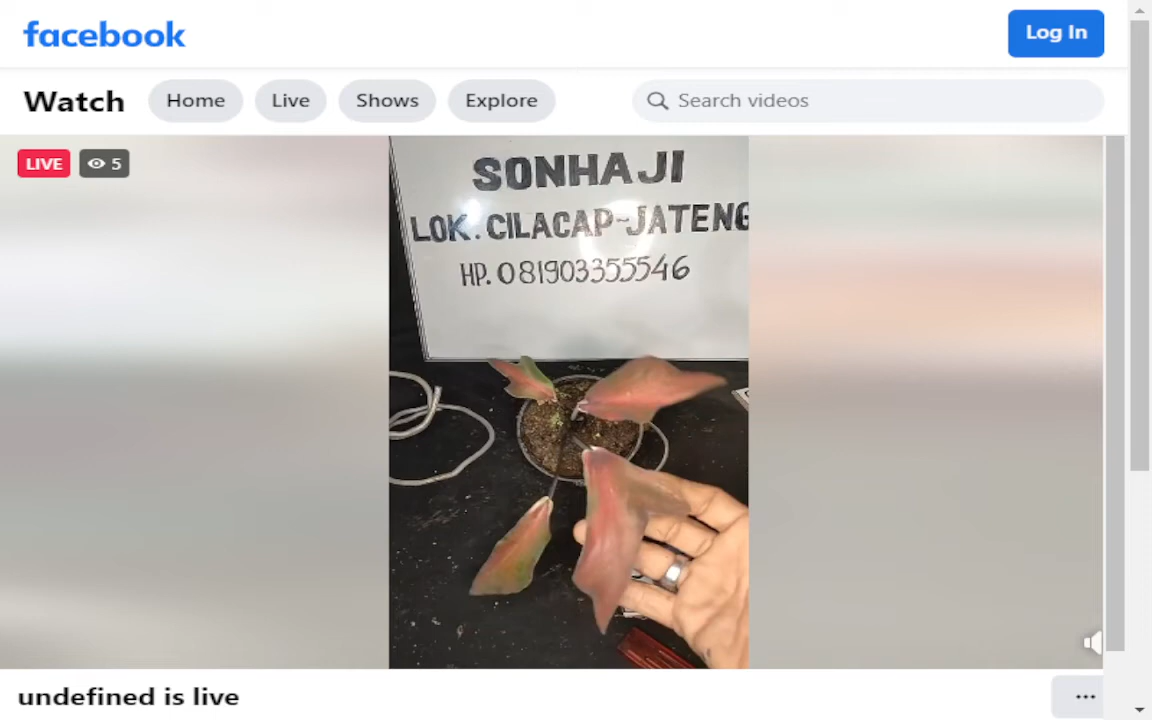 facebook
Log In
Watch
Home
Live
Shows
Explore
Search videos
LIVE
5
SONHAJI
LOK. CILACAP-JATENG
HP. 081903355546
undefined is live